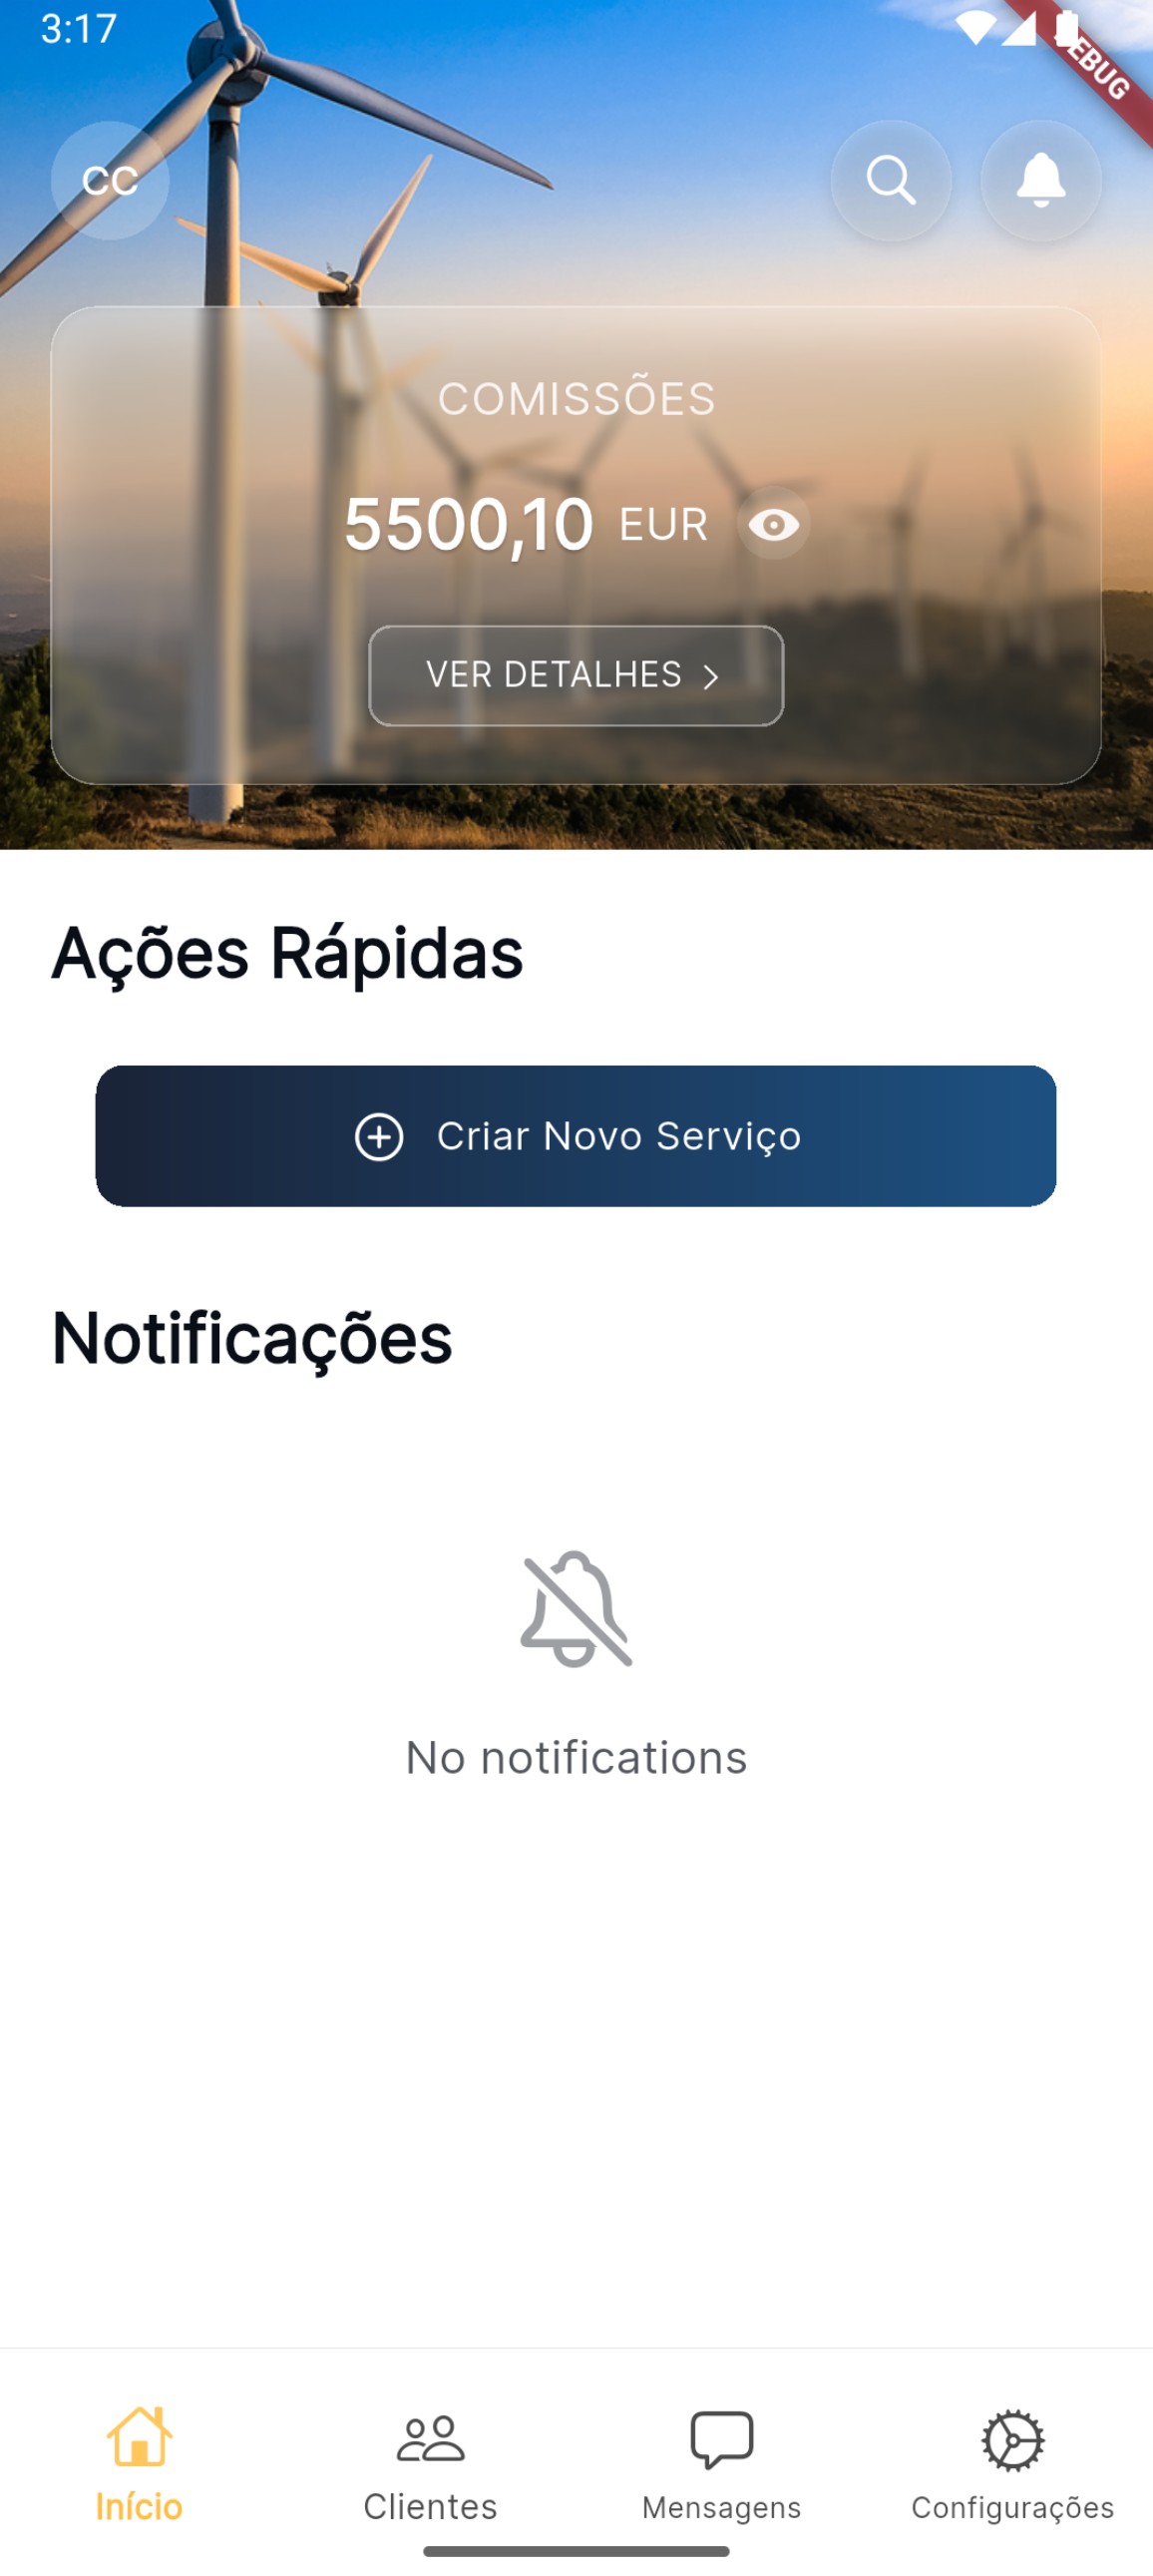 3:17
DEBUG
CC
COMISSÕES
5500,10 EUR
VER DETALHES
Ações Rápidas
Criar Novo Serviço
Notificações
No notifications
Início
Clientes
Mensagens
Configurações